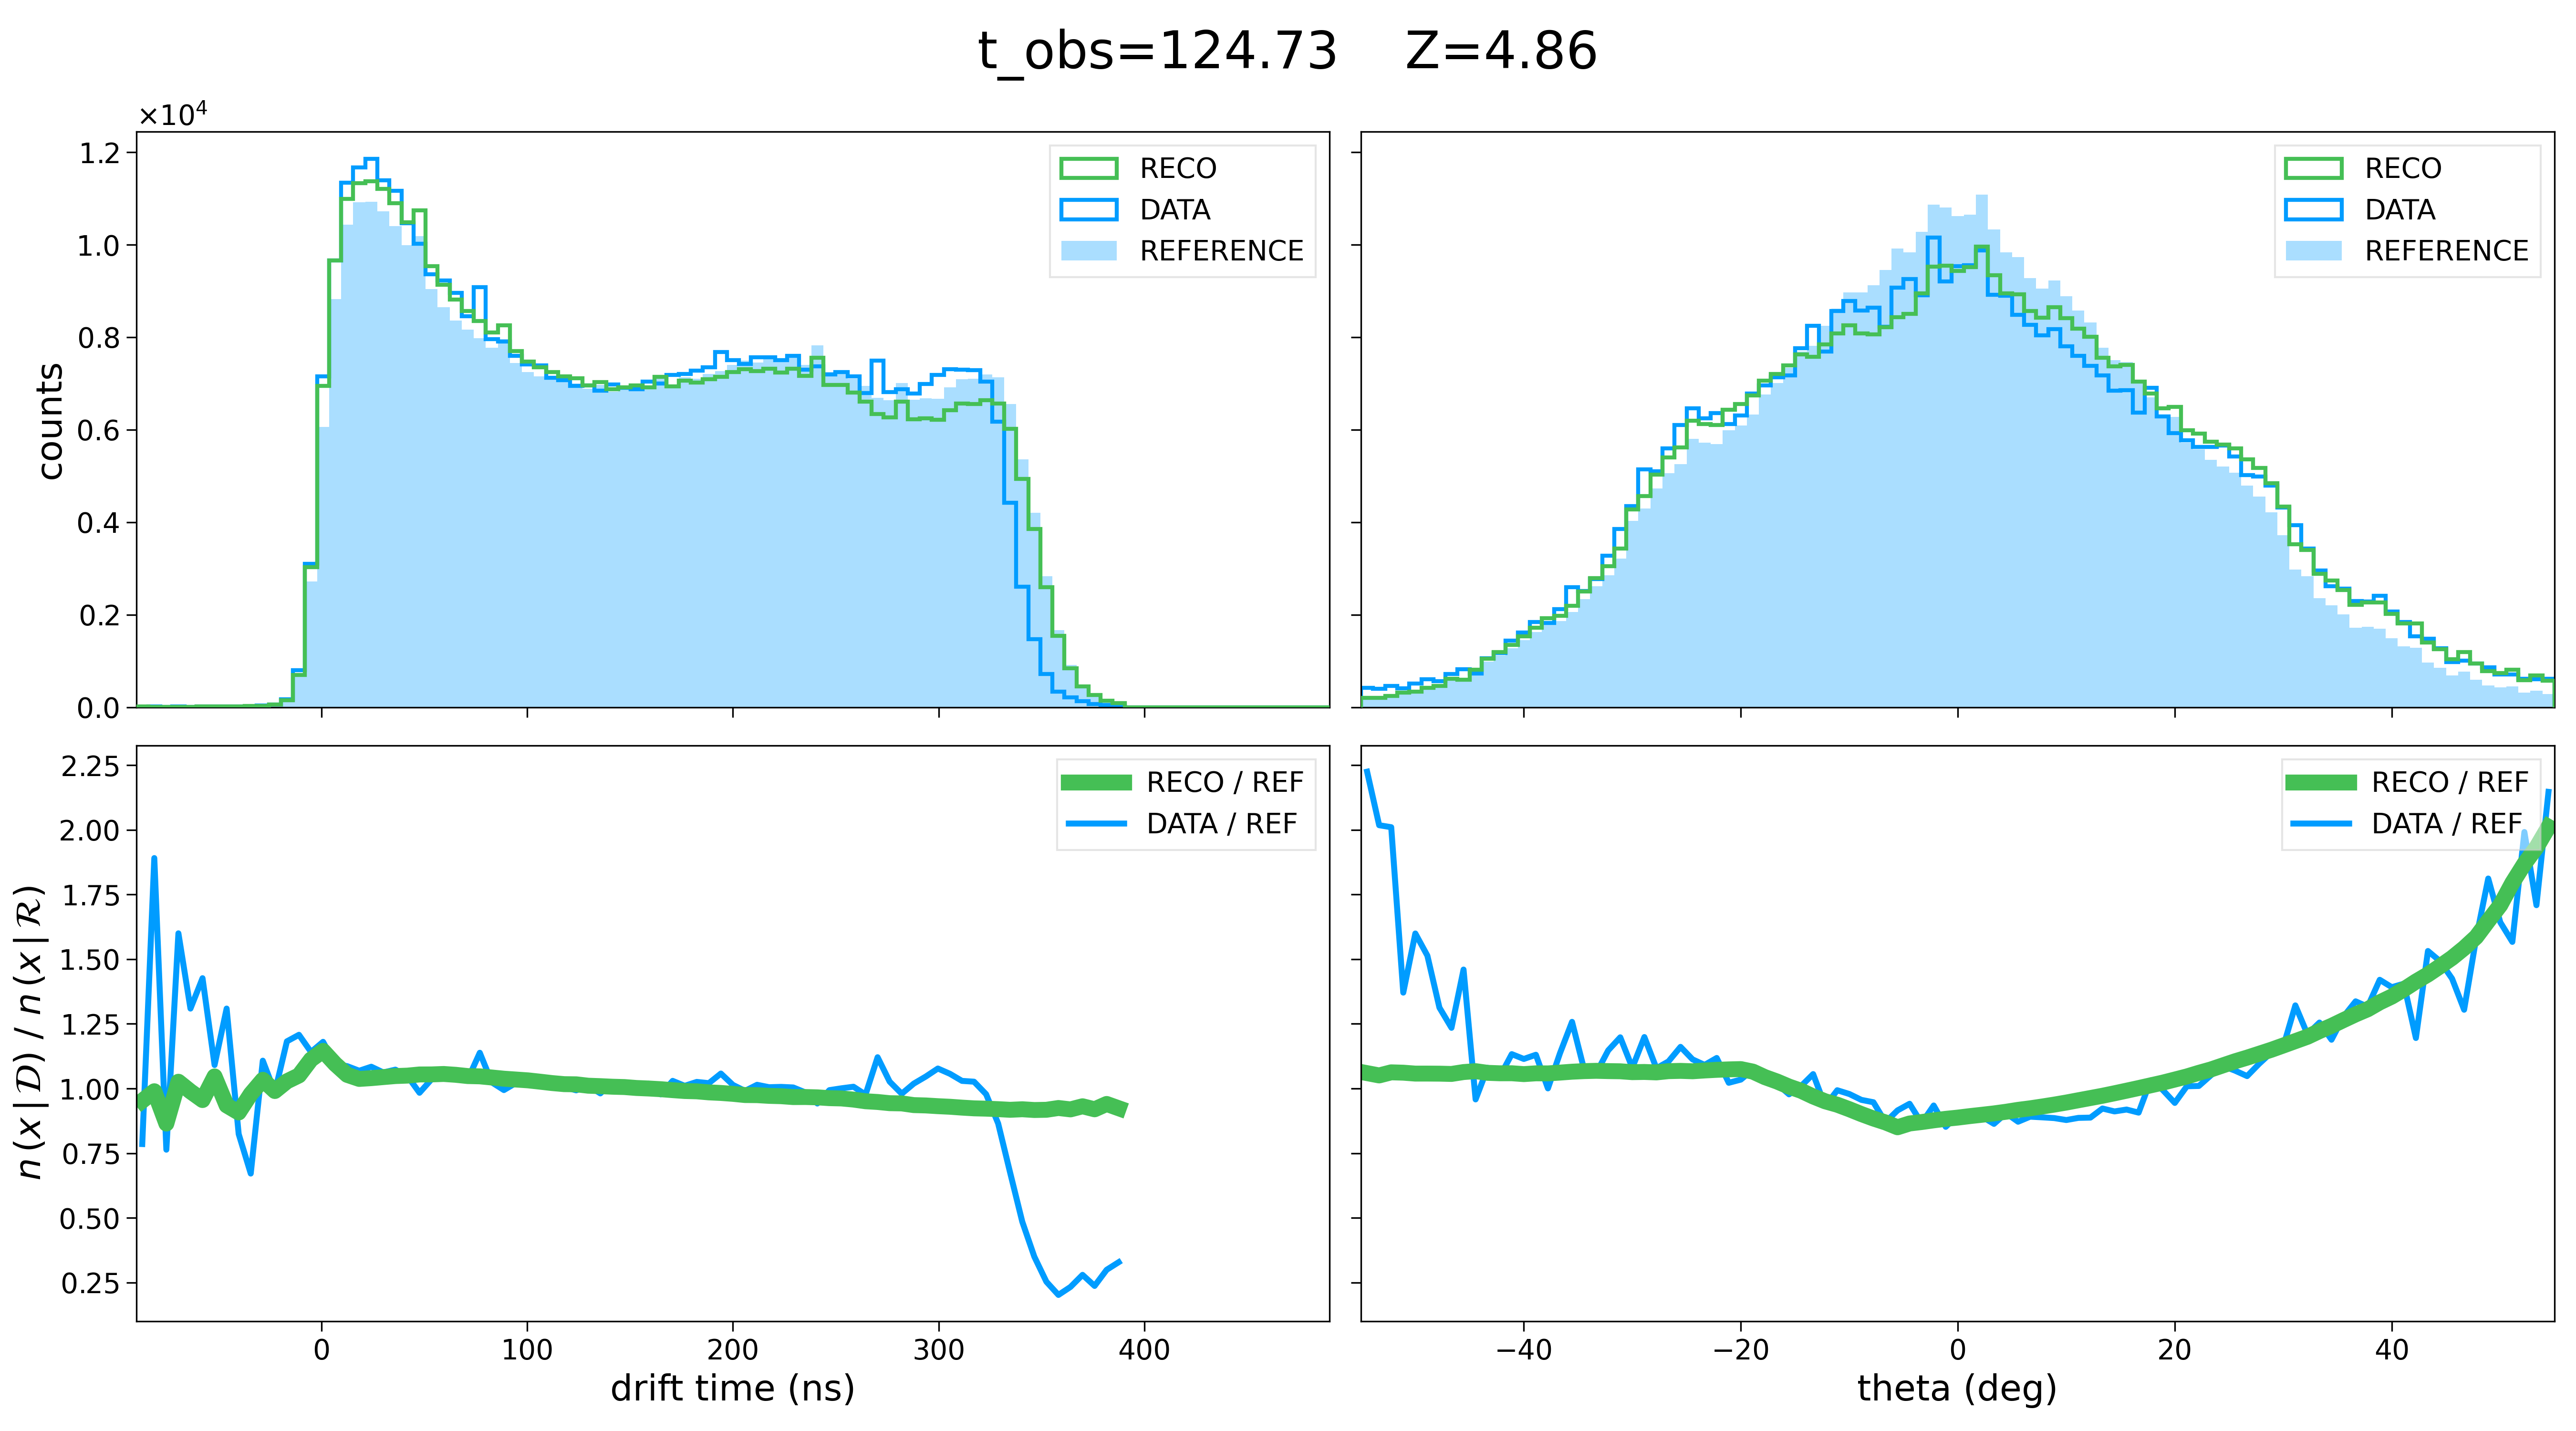 t_obs=124.73 Z=4.86
×10⁴
1.2
1.0
0.8
0.6
0.4
0.2
0.0
counts
RECO
DATA
REFERENCE
RECO
DATA
REFERENCE
2.25
2.00
1.75
1.50
1.25
1.00
0.75
0.50
0.25
n(x|𝒟) / n(x|ℛ)
RECO / REF
DATA / REF
RECO / REF
DATA / REF
0 100 200 300 400
drift time (ns)
−40 −20 0 20 40
theta (deg)